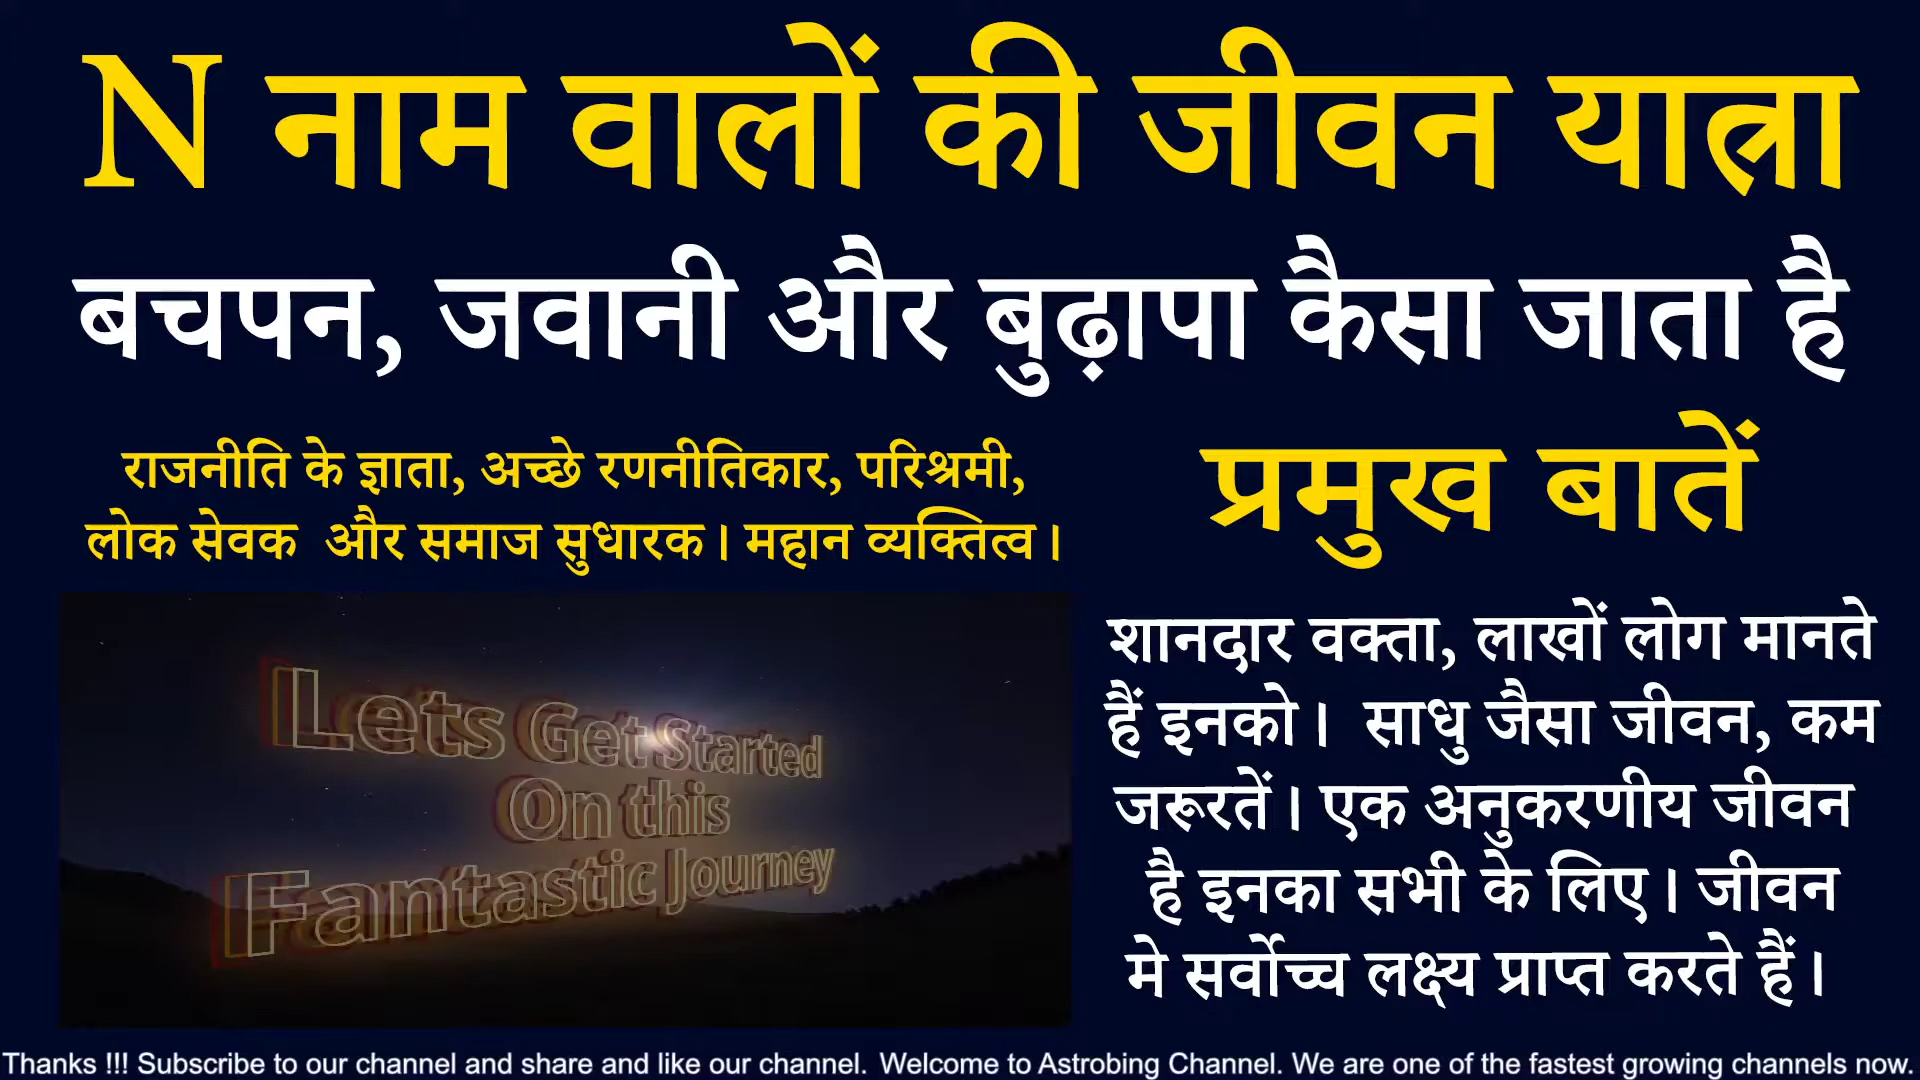 N नाम वालों की जीवन यात्रा
बचपन, जवानी और बुढ़ापा कैसा जाता है
राजनीति के ज्ञाता, अच्छे रणनीतिकार, परिश्रमी,
लोक सेवक और समाज सुधारक। महान व्यक्तित्व।
प्रमुख बातें
Lets Get Started
On this
Fantastic Journey
शानदार वक्ता, लाखों लोग मानते
हैं इनको। साधु जैसा जीवन, कम
जरूरतें। एक अनुकरणीय जीवन
है इनका सभी के लिए। जीवन
मे सर्वोच्च लक्ष्य प्राप्त करते हैं।
Thanks !!! Subscribe to our channel and share and like our channel. Welcome to Astrobing Channel. We are one of the fastest growing channels now.